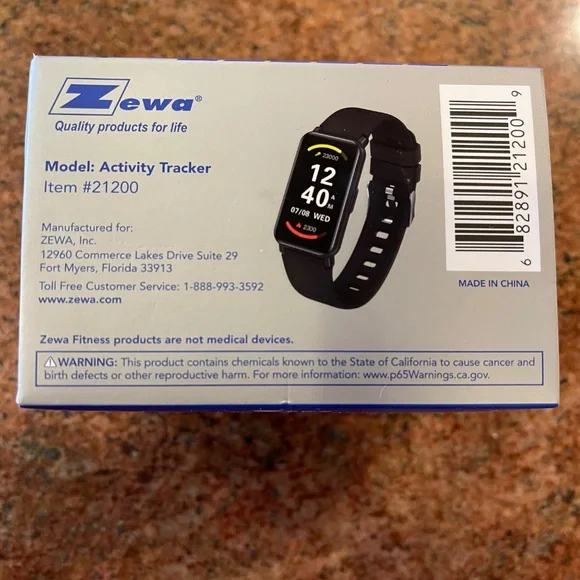 Zewa®
Quality products for life
Model: Activity Tracker
Item #21200
Manufactured for:
ZEWA, Inc.
12960 Commerce Lakes Drive Suite 29
Fort Myers, Florida 33913
Toll Free Customer Service: 1-888-993-3592
www.zewa.com
23000
12
40 AM
07/08 WED
2300
6 82891 21200 9
MADE IN CHINA
Zewa Fitness products are not medical devices.
⚠WARNING: This product contains chemicals known to the State of California to cause cancer and
birth defects or other reproductive harm. For more information: www.p65Warnings.ca.gov.